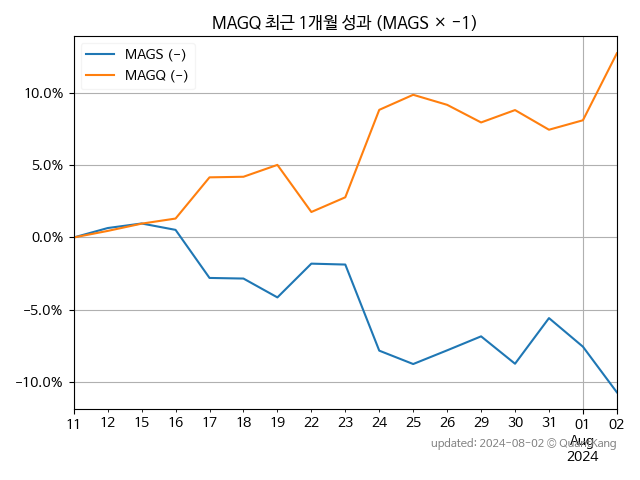 MAGQ 최근 1개월 성과 (MAGS × −1)
MAGS (-)
MAGQ (-)
10.0%
5.0%
0.0%
−5.0%
−10.0%
11 12 15 16 17 18 19 22 23 24 25 26 29 30 31 01 02
Aug
2024
updated: 2024-08-02 © QuantKang